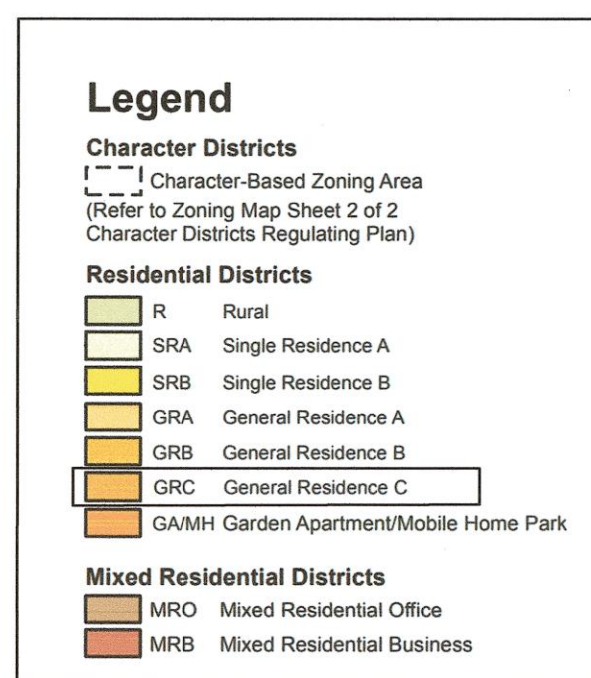 Legend
Character Districts
Character-Based Zoning Area
(Refer to Zoning Map Sheet 2 of 2
Character Districts Regulating Plan)
Residential Districts
R Rural
SRA Single Residence A
SRB Single Residence B
GRA General Residence A
GRB General Residence B
GRC General Residence C
GA/MH Garden Apartment/Mobile Home Park
Mixed Residential Districts
MRO Mixed Residential Office
MRB Mixed Residential Business